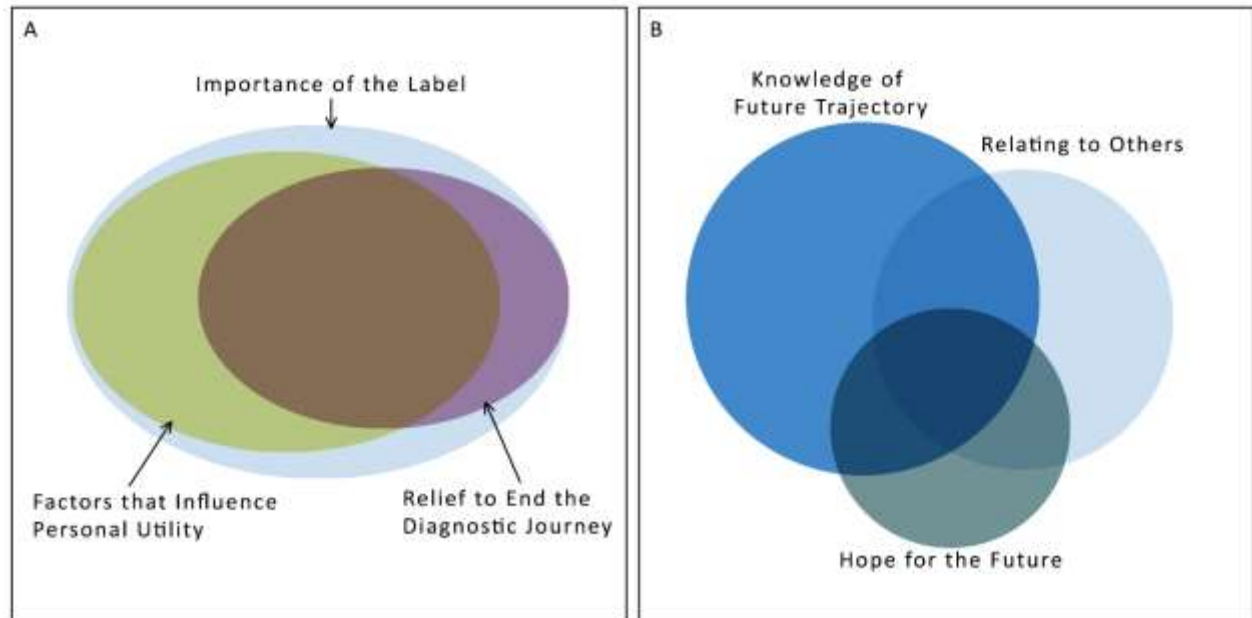 A
Importance of the Label
Factors that Influence
Personal Utility
Relief to End the
Diagnostic Journey
B
Knowledge of
Future Trajectory
Relating to Others
Hope for the Future